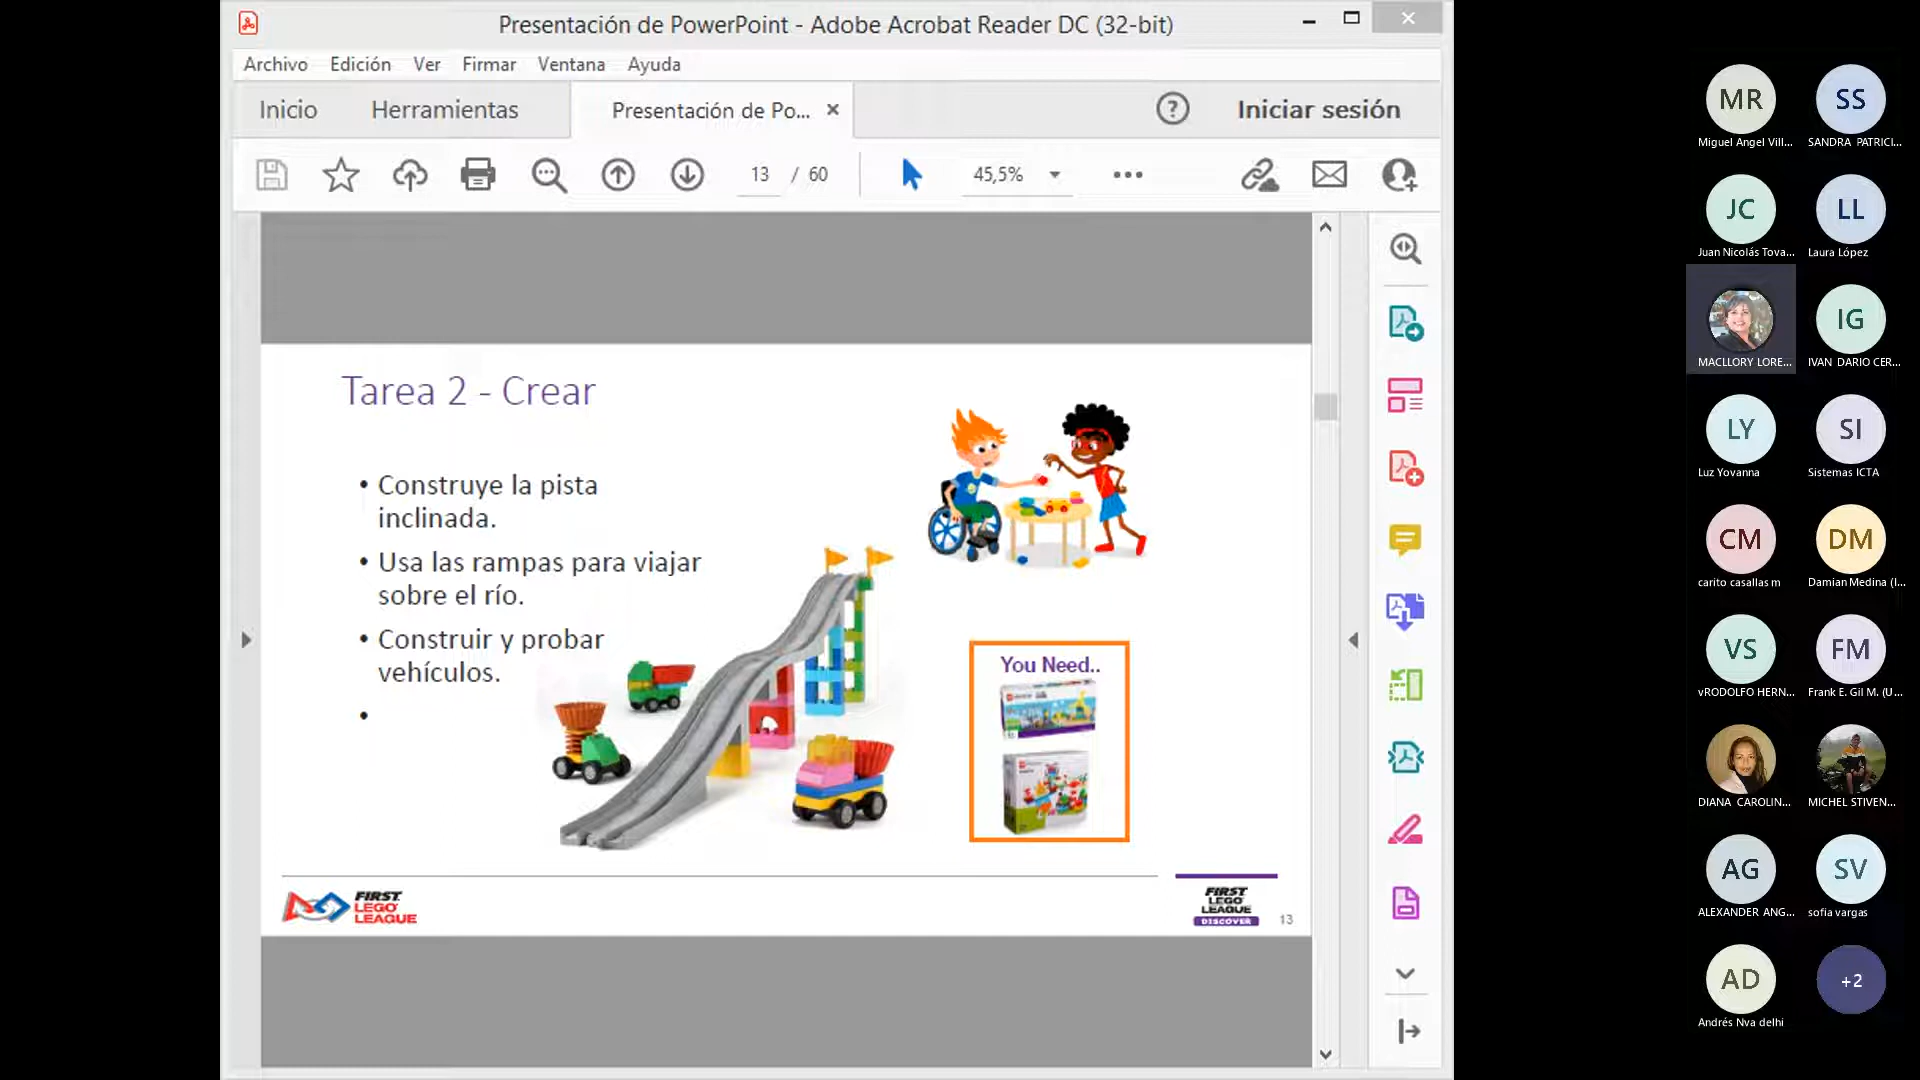 Presentación de PowerPoint - Adobe Acrobat Reader DC (32-bit)
Archivo Edición Ver Firmar Ventana Ayuda
Inicio Herramientas Presentación de Po... Iniciar sesión
13 / 60 45,5%
Tarea 2 - Crear
• Construye la pista
inclinada.
• Usa las rampas para viajar
sobre el río.
• Construir y probar
vehículos.
•
You Need..
FIRST
LEGO
LEAGUE
FIRST
LEGO
LEAGUE
DISCOVER
13
MR
Miguel Angel Vill...
SS
SANDRA PATRICI...
JC
Juan Nicolás Tova...
LL
Laura López
MACLLORY LORE...
IG
IVAN DARIO CER...
LY
Luz Yovanna
SI
Sistemas ICTA
CM
carito casallas m
DM
Damian Medina (I...
VS
vRODOLFO HERN...
FM
Frank E. Gil M. (U...
DIANA CAROLIN...
MICHEL STIVEN...
AG
ALEXANDER ANG...
SV
sofia vargas
AD
Andrés Nva delhi
+2